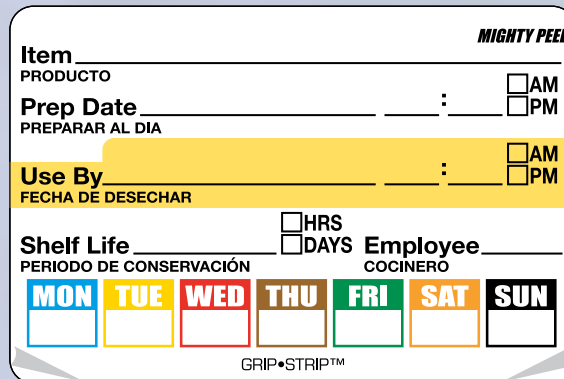 MIGHTY PEEL
Item
PRODUCTO
Prep Date : AM
PM
PREPARAR AL DIA
Use By : AM
PM
FECHA DE DESECHAR
HRS
Shelf Life DAYS Employee
PERIODO DE CONSERVACIÓN COCINERO
MON TUE WED THU FRI SAT SUN
GRIP•STRIP™